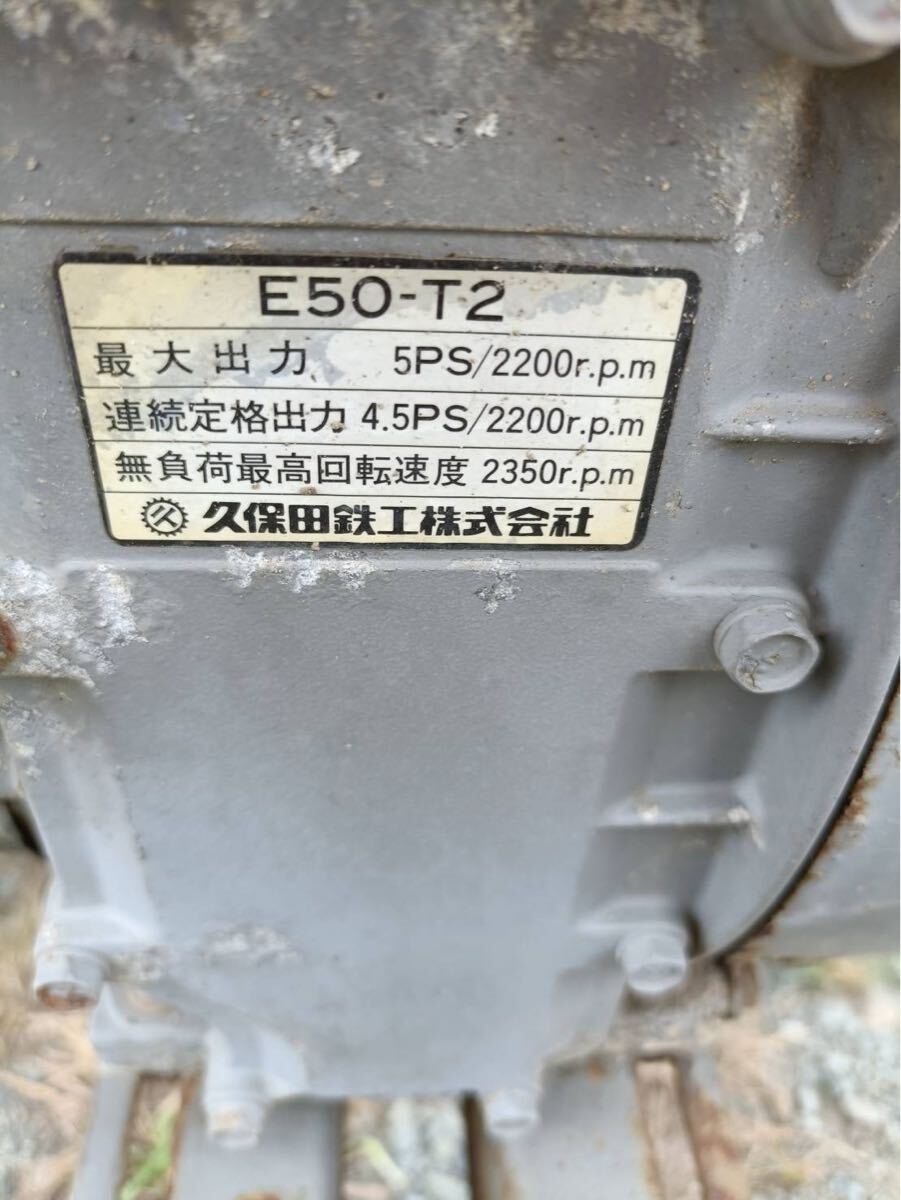 E50-T2
最大出力 5PS/2200r.p.m
連続定格出力 4.5PS/2200r.p.m
無負荷最高回転速度 2350r.p.m
久保田鉄工株式会社